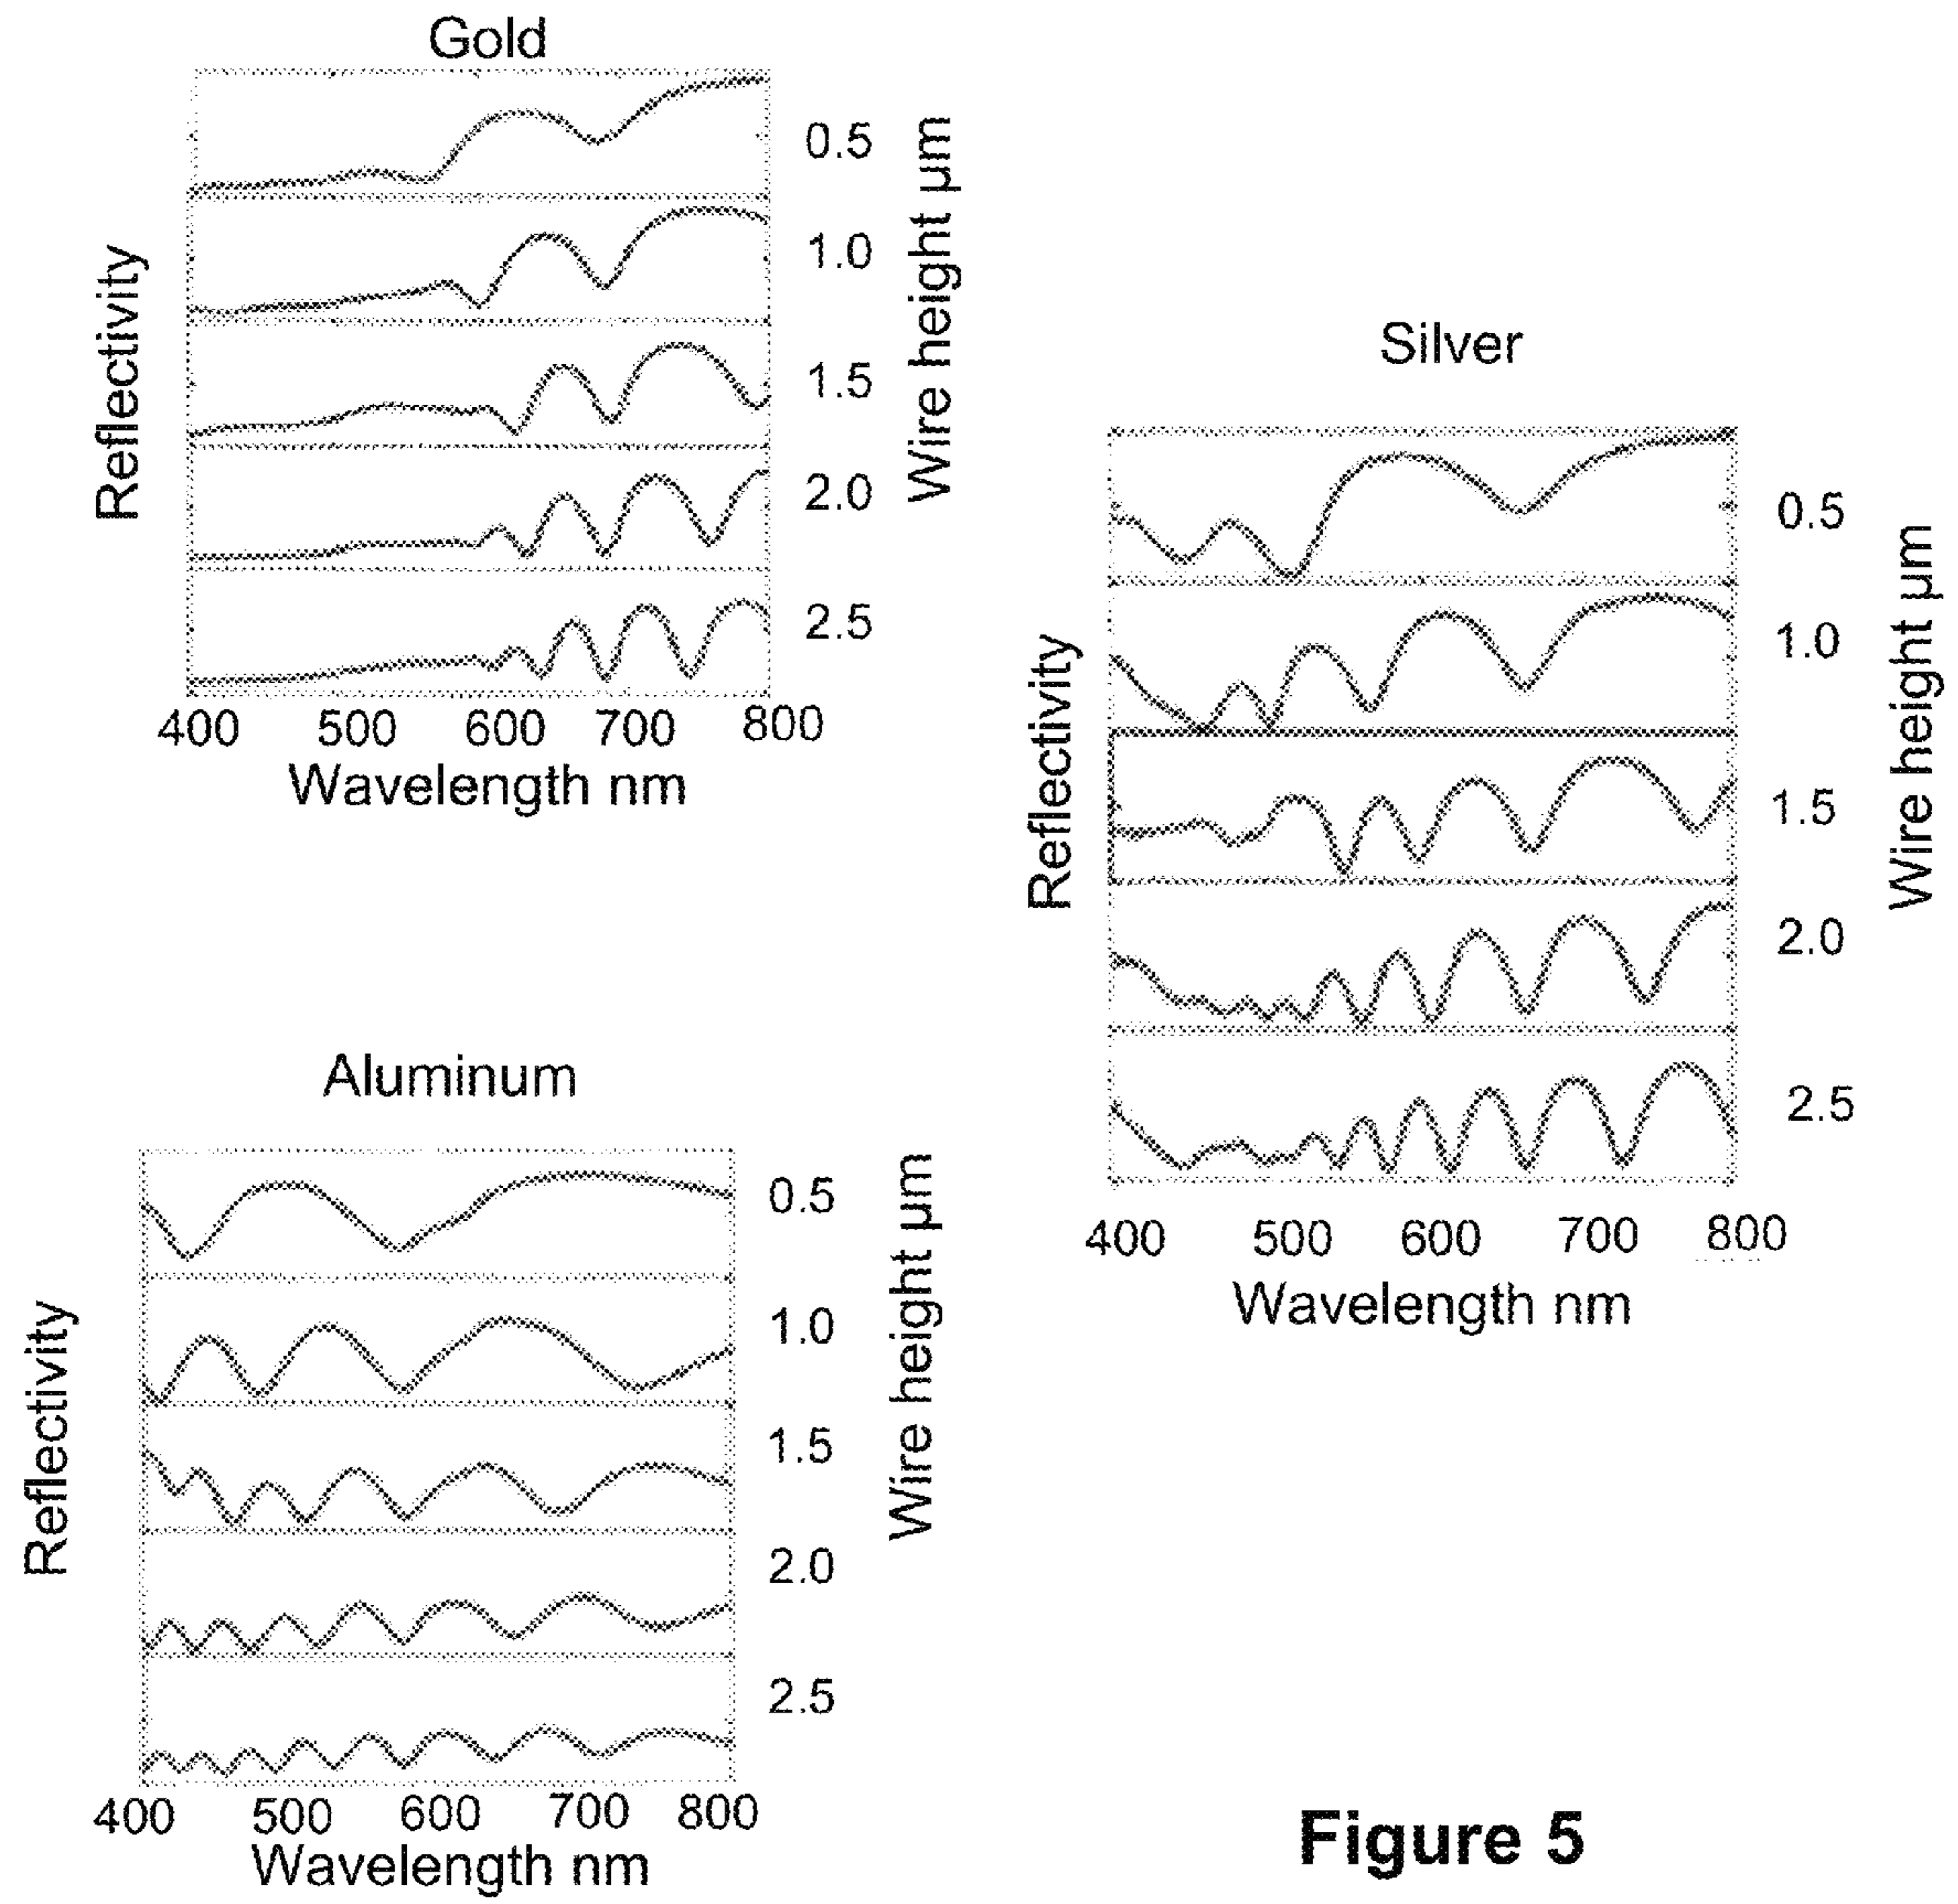 Gold
Reflectivity
0.5
1.0
1.5
2.0
2.5
Wire height µm
400 500 600 700 800
Wavelength nm
Silver
Reflectivity
0.5
1.0
1.5
2.0
2.5
Wire height µm
400 500 600 700 800
Wavelength nm
Aluminum
Reflectivity
0.5
1.0
1.5
2.0
2.5
Wire height µm
400 500 600 700 800
Wavelength nm
Figure 5